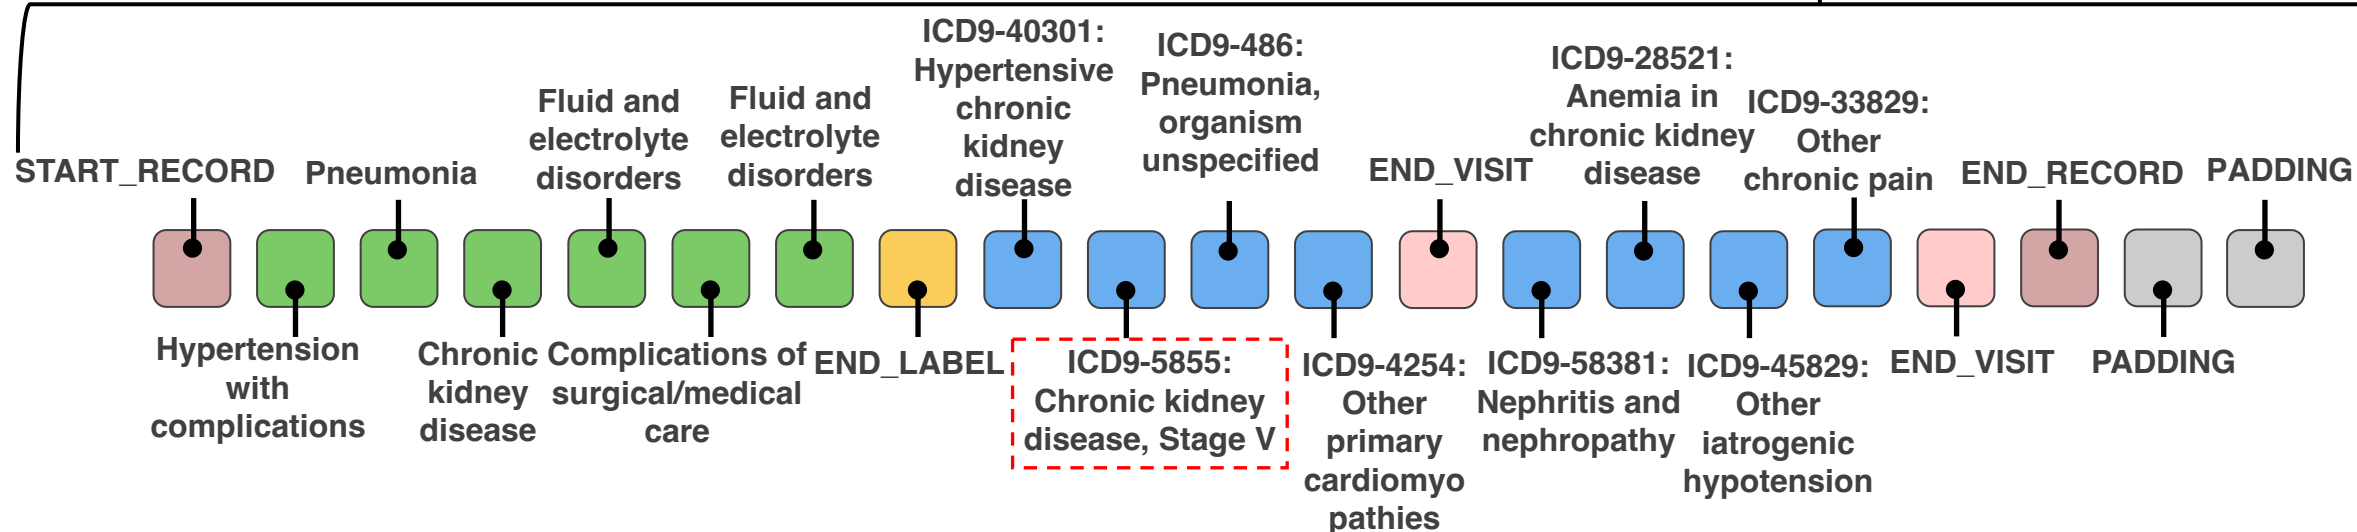 START_RECORD
Hypertension
with
complications
Pneumonia
Chronic
kidney
disease
Fluid and
electrolyte
disorders
Complications of
surgical/medical
care
Fluid and
electrolyte
disorders
END_LABEL
ICD9-40301:
Hypertensive
chronic
kidney
disease
ICD9-5855:
Chronic kidney
disease, Stage V
ICD9-486:
Pneumonia,
organism
unspecified
ICD9-4254:
Other
primary
cardiomyo
pathies
END_VISIT
ICD9-58381:
Nephritis and
nephropathy
ICD9-28521:
Anemia in
chronic kidney
disease
ICD9-45829:
Other
iatrogenic
hypotension
ICD9-33829:
Other
chronic pain
END_VISIT
END_RECORD
PADDING
PADDING